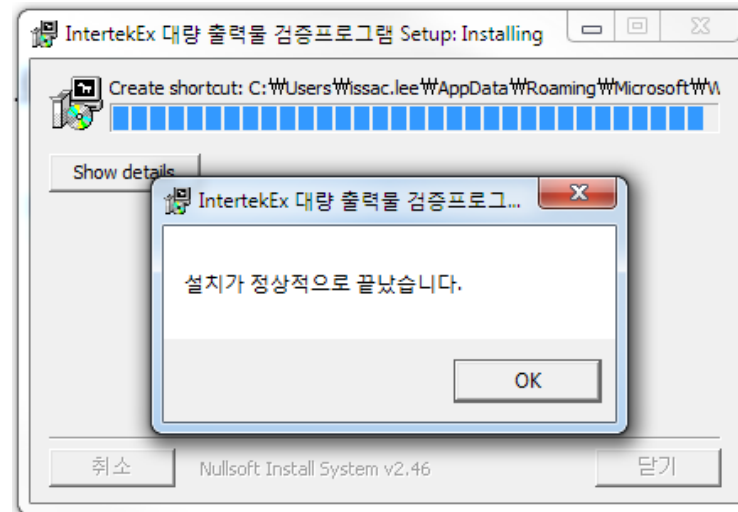 IntertekEx 대량 출력물 검증프로그램 Setup: Installing
Create shortcut: C:₩Users₩issac.lee₩AppData₩Roaming₩Microsoft₩W
Show details
IntertekEx 대량 출력물 검증프로그...
설치가 정상적으로 끝났습니다.
OK
취소
Nullsoft Install System v2.46
닫기